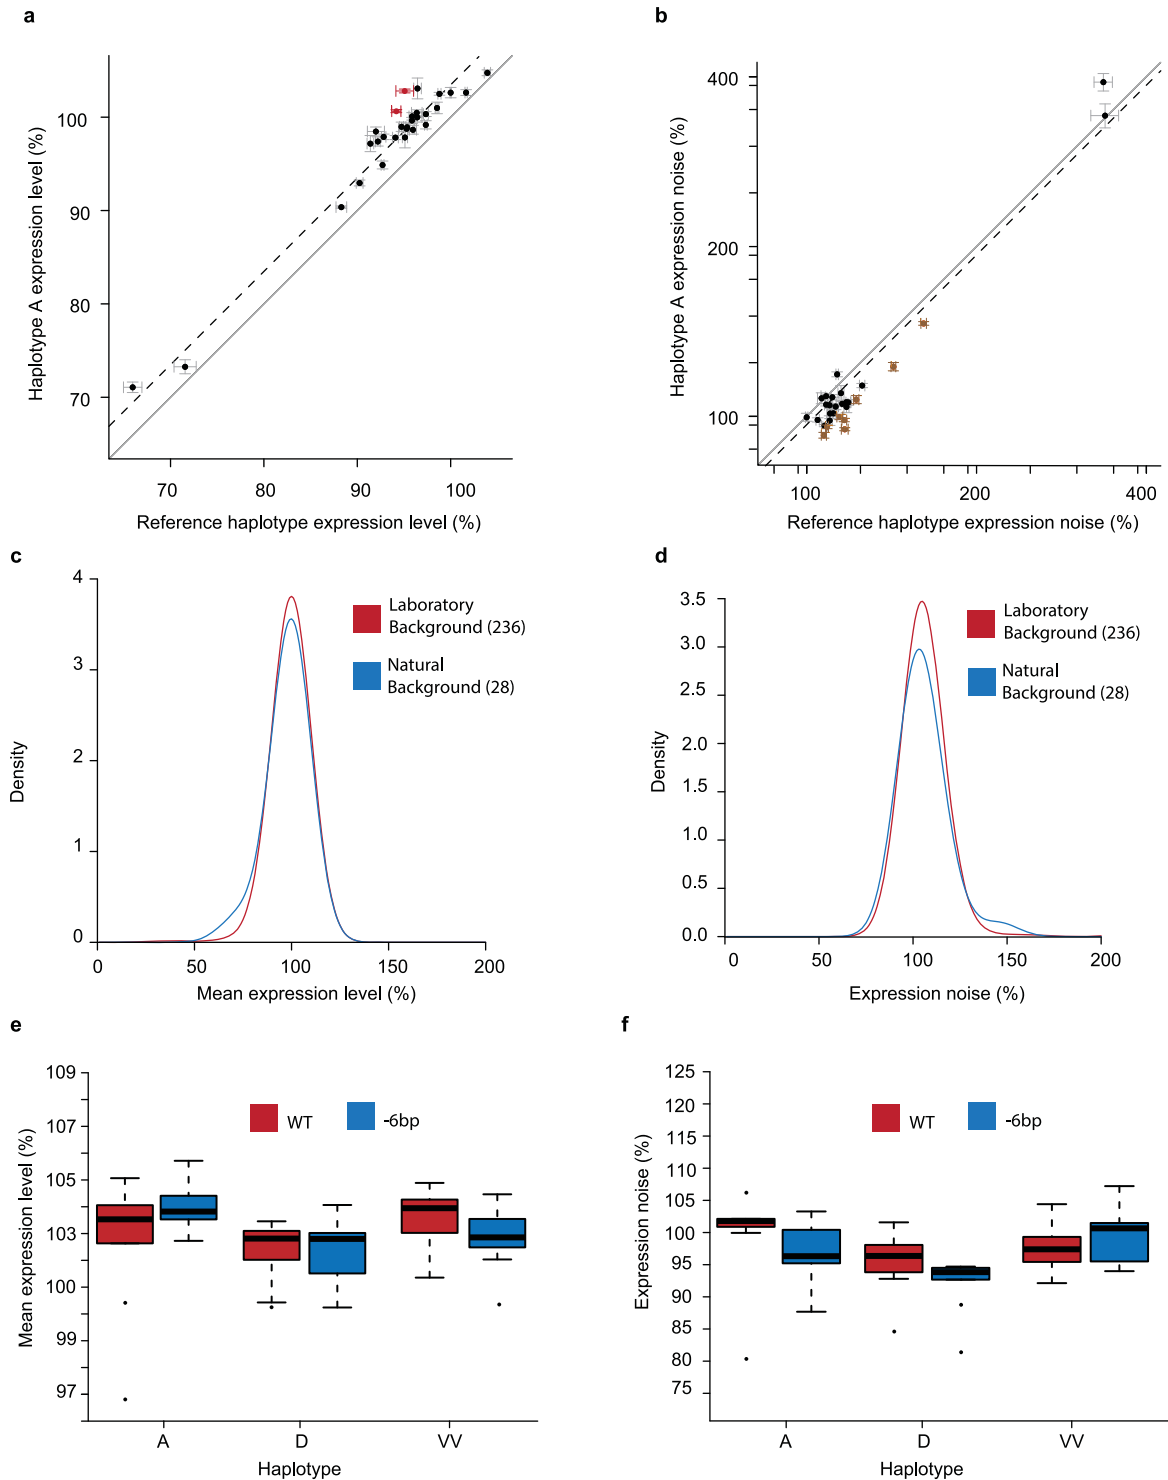 a
Haplotype A expression level (%)
100
90
80
70
70 80 90 100
Reference haplotype expression level (%)
b
Haplotype A expression noise (%)
400
200
100
100 200 400
Reference haplotype expression noise (%)
c
Density
4
3
2
1
0
0 50 100 150 200
Mean expression level (%)
Laboratory
Background (236)
Natural
Background (28)
d
Density
3.5
3.0
2.5
2.0
1.5
1.0
0.5
0.0
0 50 100 150 200
Expression noise (%)
Laboratory
Background (236)
Natural
Background (28)
e
Mean expression level (%)
109
107
105
104
103
100
99
97
WT
-6bp
A D VV
Haplotype
f
Expression noise (%)
125
120
115
110
105
100
95
90
85
80
75
WT
-6bp
A D VV
Haplotype